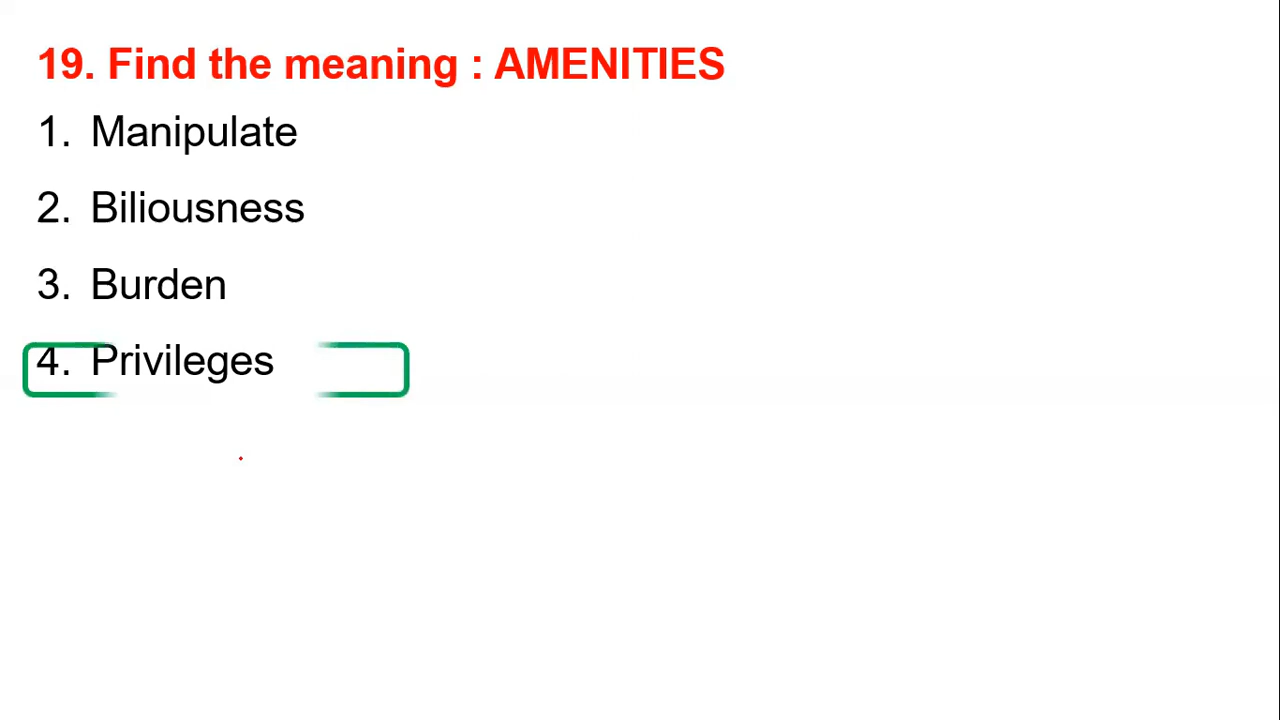 19. Find the meaning : AMENITIES
1. Manipulate
2. Biliousness
3. Burden
4. Privileges